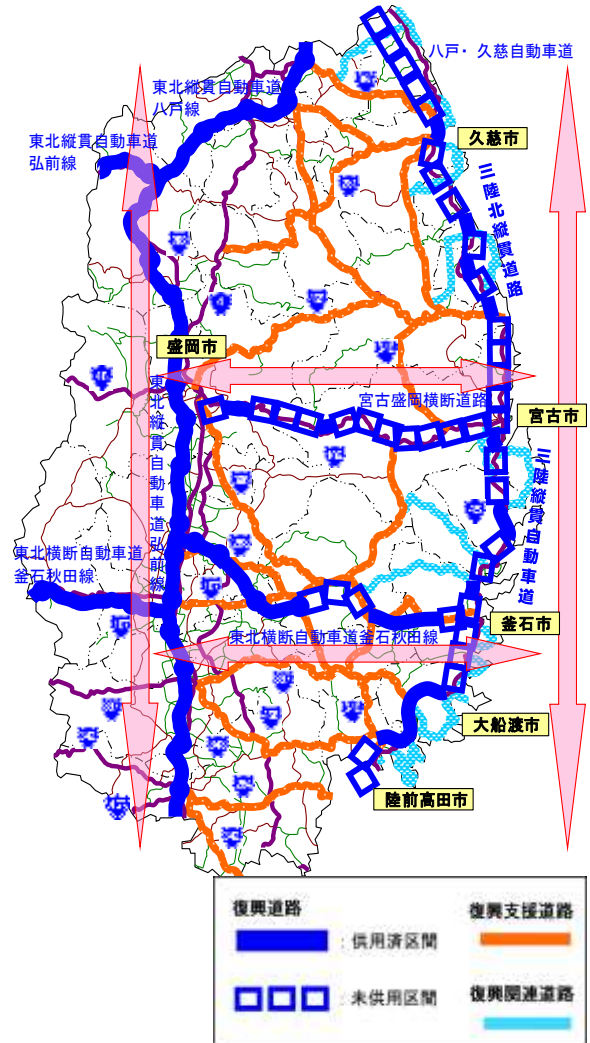 八戸・久慈自動車道
東北縦貫自動車道
八戸線
東北縦貫自動車道
弘前線
久慈市
三陸北縦貫道路
盛岡市
東北縦貫自動車道弘前線
宮古盛岡横断道路
宮古市
三陸縦貫自動車道
東北横断自動車道
釜石秋田線
釜石市
東北横断自動車道釜石秋田線
大船渡市
陸前高田市
復興道路
復興支援道路
：供用済区間
：未供用区間
復興関連道路